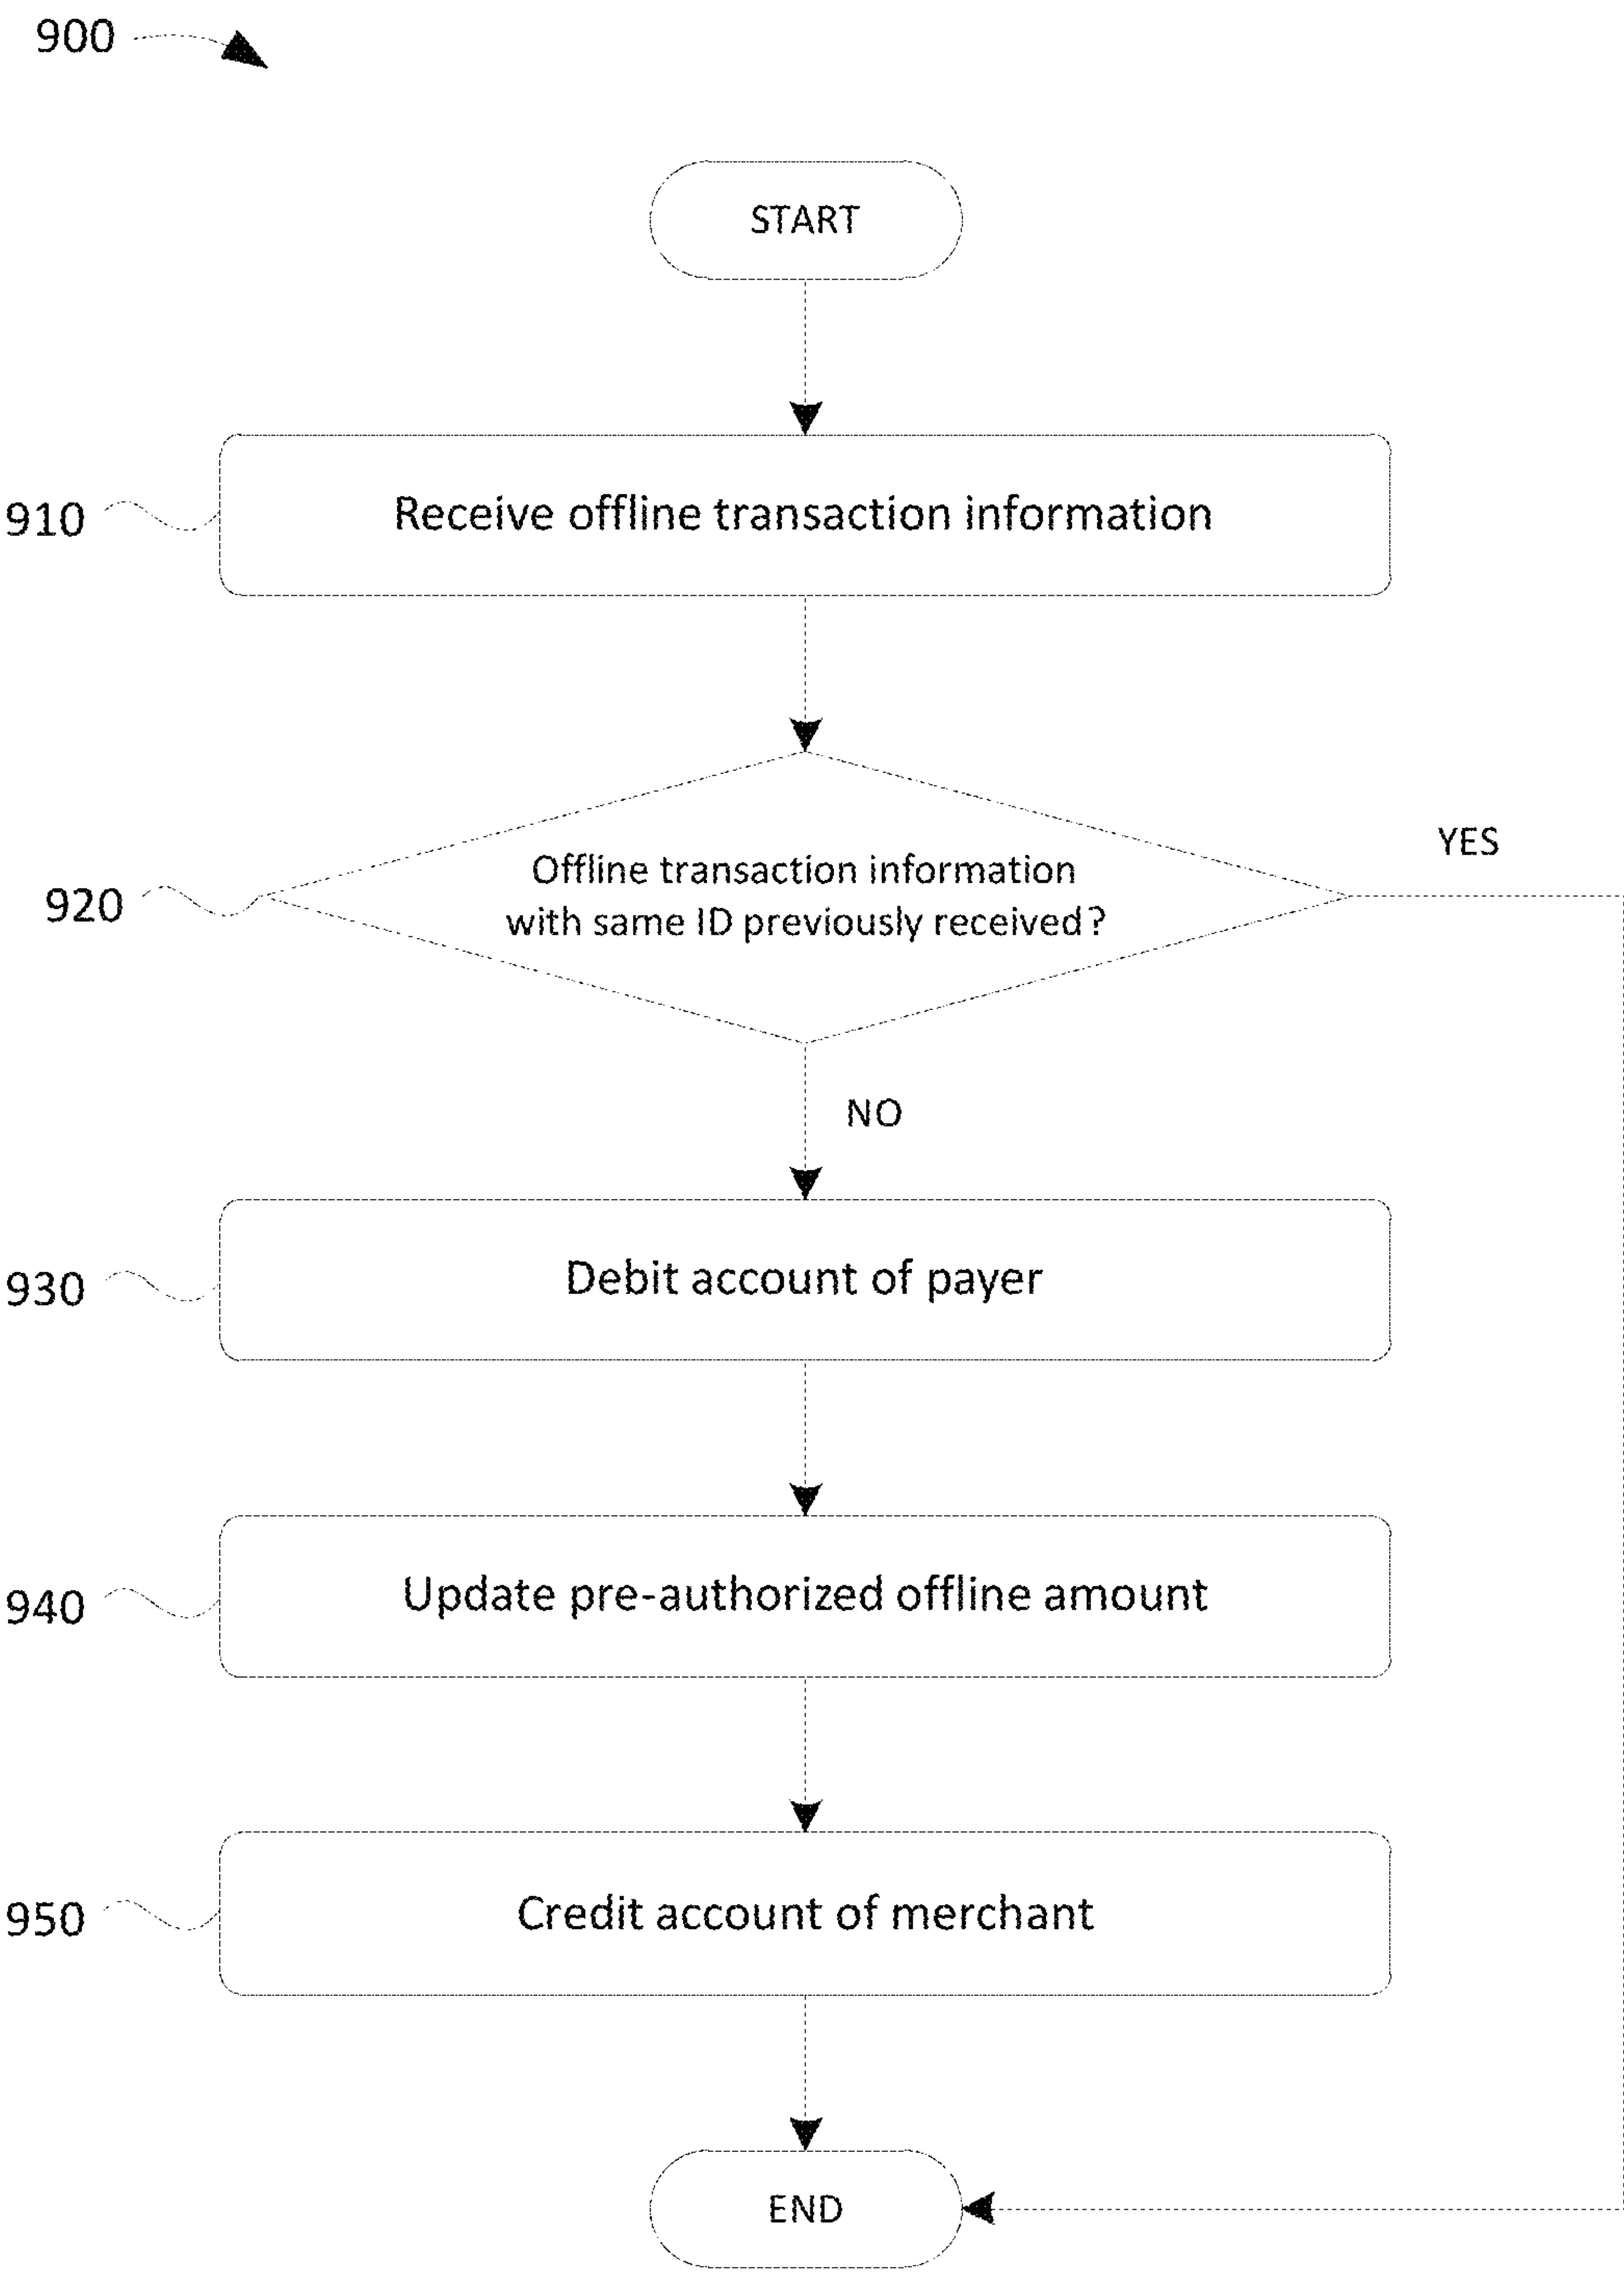 900
START
910
Receive offline transaction information
920
Offline transaction information
with same ID previously received?
YES
NO
930
Debit account of payer
940
Update pre-authorized offline amount
950
Credit account of merchant
END